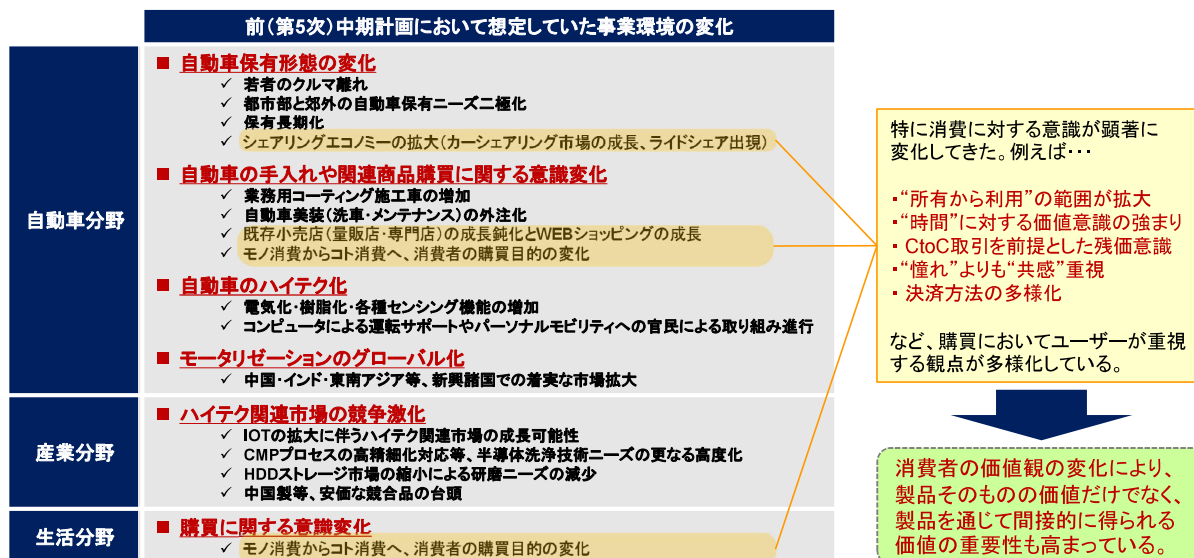 前（第5次）中期計画において想定していた事業環境の変化
自動車分野
■ 自動車保有形態の変化
✓ 若者のクルマ離れ
✓ 都市部と郊外の自動車保有ニーズ二極化
✓ 保有長期化
✓ シェアリングエコノミーの拡大（カーシェアリング市場の成長、ライドシェア出現）
■ 自動車の手入れや関連商品購買に関する意識変化
✓ 業務用コーティング施工車の増加
✓ 自動車美装（洗車・メンテナンス）の外注化
✓ 既存小売店（量販店・専門店）の成長鈍化とWEBショッピングの成長
✓ モノ消費からコト消費へ、消費者の購買目的の変化
■ 自動車のハイテク化
✓ 電気化・樹脂化・各種センシング機能の増加
✓ コンピュータによる運転サポートやパーソナルモビリティへの官民による取り組み進行
■ モータリゼーションのグローバル化
✓ 中国・インド・東南アジア等、新興諸国での着実な市場拡大
産業分野
■ ハイテク関連市場の競争激化
✓ IOTの拡大に伴うハイテク関連市場の成長可能性
✓ CMPプロセスの高精細化対応等、半導体洗浄技術ニーズの更なる高度化
✓ HDDストレージ市場の縮小による研磨ニーズの減少
✓ 中国製等、安価な競合品の台頭
生活分野
■ 購買に関する意識変化
✓ モノ消費からコト消費へ、消費者の購買目的の変化
特に消費に対する意識が顕著に
変化してきた。例えば・・・
・“所有から利用”の範囲が拡大
・“時間”に対する価値意識の強まり
・CtoC取引を前提とした残価意識
・“憧れ”よりも“共感”重視
・決済方法の多様化
など、購買においてユーザーが重視
する観点が多様化している。
消費者の価値観の変化により、
製品そのものの価値だけでなく、
製品を通じて間接的に得られる
価値の重要性も高まっている。